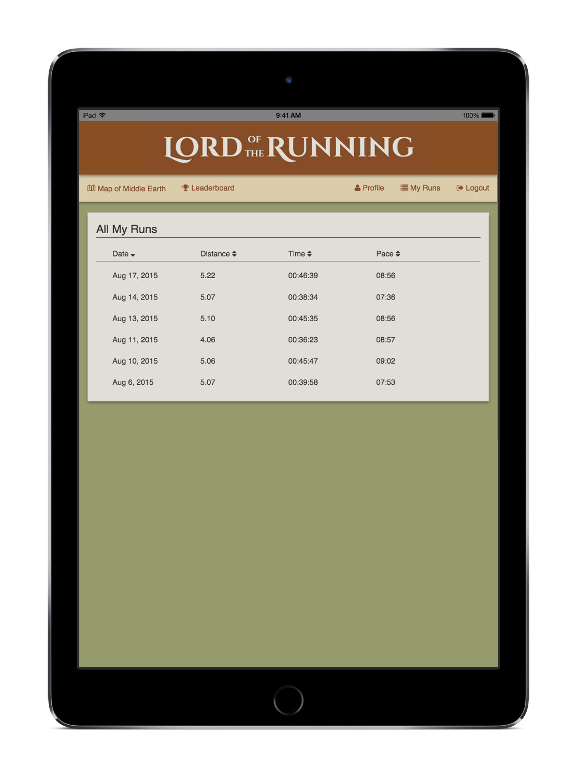 iPad 9:41 AM 100%
LORD OF THE RUNNING
Map of Middle Earth Leaderboard Profile My Runs Logout
All My Runs
Date Distance Time Pace
Aug 17, 2015 5.22 00:46:39 08:56
Aug 14, 2015 5.07 00:38:34 07:36
Aug 13, 2015 5.10 00:45:35 08:56
Aug 11, 2015 4.06 00:36:23 08:57
Aug 10, 2015 5.06 00:45:47 09:02
Aug 6, 2015 5.07 00:39:58 07:53